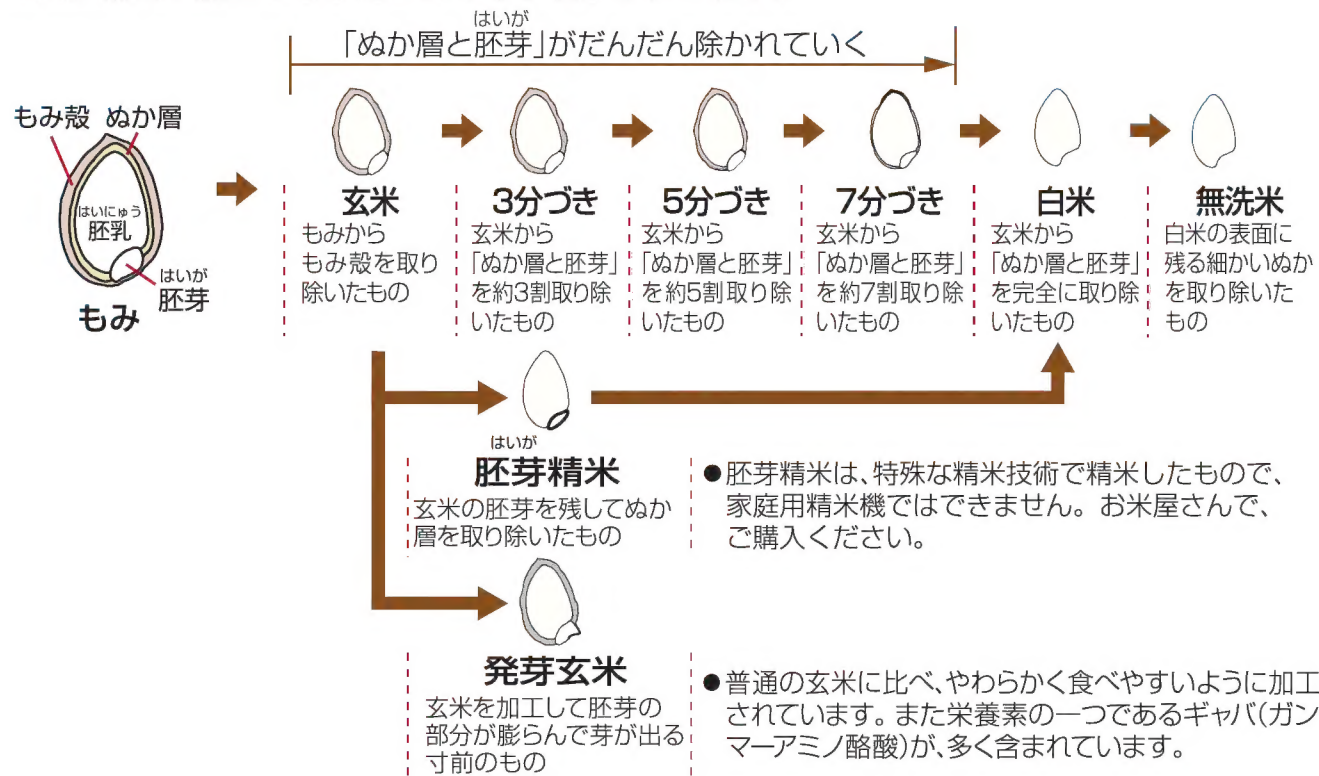 はいが
「ぬか層と胚芽」がだんだん除かれていく
もみ殻 ぬか層
はいにゅう
胚乳
はいが
胚芽
もみ
玄米
もみから
もみ殻を取り
除いたもの
3分づき
玄米から
「ぬか層と胚芽」
を約3割取り除
いたもの
5分づき
玄米から
「ぬか層と胚芽」
を約5割取り除
いたもの
7分づき
玄米から
「ぬか層と胚芽」
を約7割取り除
いたもの
白米
玄米から
「ぬか層と胚芽」
を完全に取り除
いたもの
無洗米
白米の表面に
残る細かいぬか
を取り除いた
もの
はいが
胚芽精米
玄米の胚芽を残してぬか
層を取り除いたもの
●胚芽精米は、特殊な精米技術で精米したもので、
家庭用精米機ではできません。お米屋さんで、
ご購入ください。
発芽玄米
玄米を加工して胚芽の
部分が膨らんで芽が出る
寸前のもの
●普通の玄米に比べ、やわらかく食べやすいように加工
されています。また栄養素の一つであるギャバ(ガン
マーアミノ酪酸)が、多く含まれています。